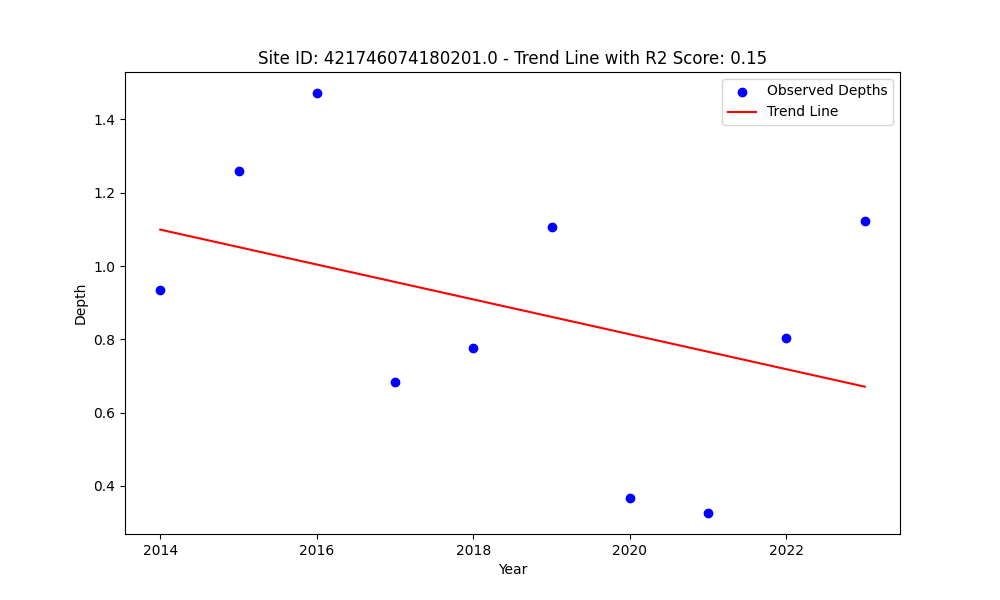 Site ID: 421746074180201.0 - Trend Line with R2 Score: 0.15
Observed Depths
Trend Line
1.4
1.2
1.0
0.8
0.6
0.4
Depth
2014
2016
2018
2020
2022
Year